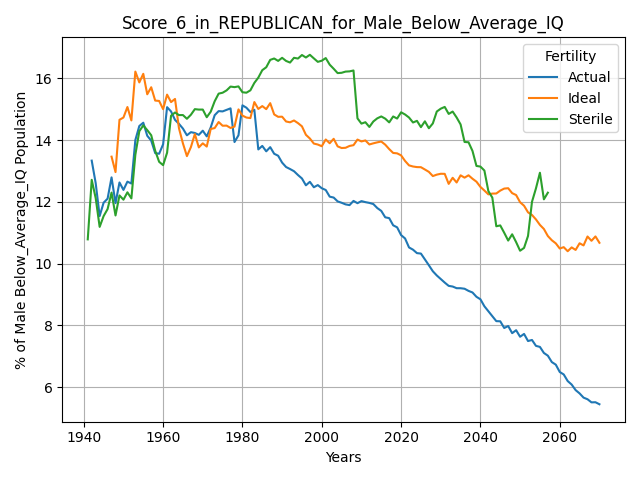 Score_6_in_REPUBLICAN_for_Male_Below_Average_IQ
Fertility
Actual
Ideal
Sterile
% of Male Below_Average_IQ Population
16
14
12
10
8
6
1940 1960 1980 2000 2020 2040 2060
Years